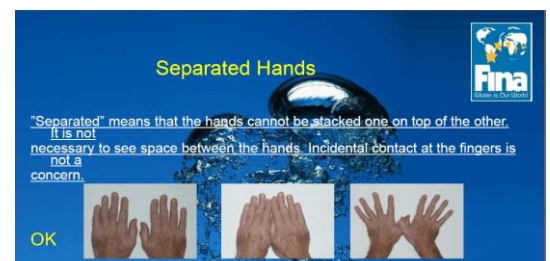 Fina
Water is Our World
Separated Hands
"Separated" means that the hands cannot be stacked one on top of the other.
It is not
necessary to see space between the hands. Incidental contact at the fingers is
not a
concern.
OK